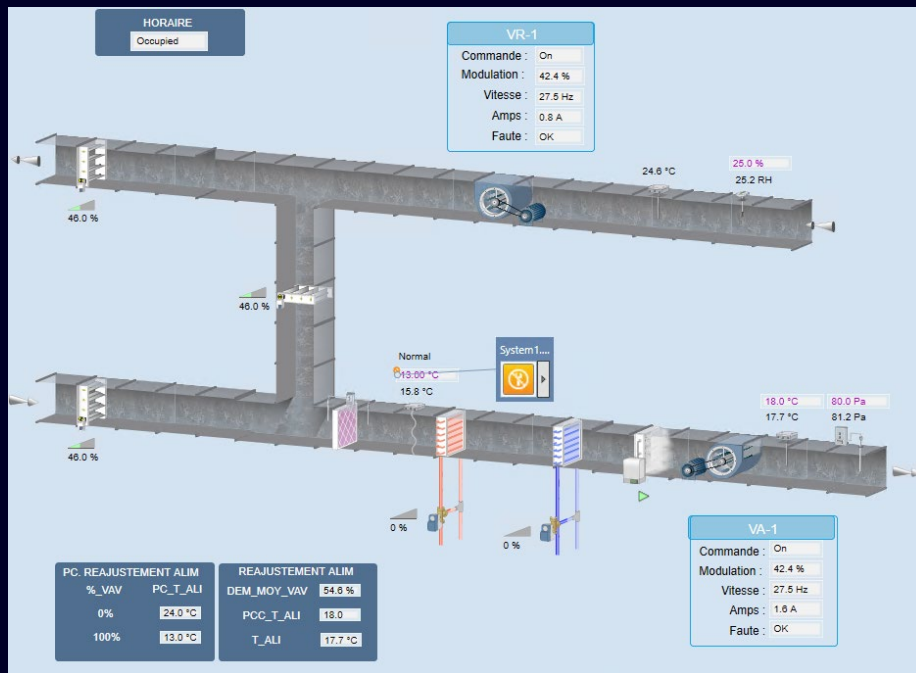 HORAIRE
Occupied
VR-1
Commande : On
Modulation : 42.4 %
Vitesse : 27.5 Hz
Amps : 0.8 A
Faute : OK
24.6 °C
25.0 %
25.2 RH
46.0 %
46.0 %
Normal
13.00 °C
15.8 °C
System1....
18.0 °C
80.0 Pa
17.7 °C
81.2 Pa
46.0 %
0 %
0 %
VA-1
Commande : On
Modulation : 42.4 %
Vitesse : 27.5 Hz
Amps : 1.6 A
Faute : OK
PC. REAJUSTEMENT ALIM
%_VAV PC_T_ALI
0% 24.0 °C
100% 13.0 °C
REAJUSTEMENT ALIM
DEM_MOY_VAV 54.6 %
PCC_T_ALI 18.0
T_ALI 17.7 °C